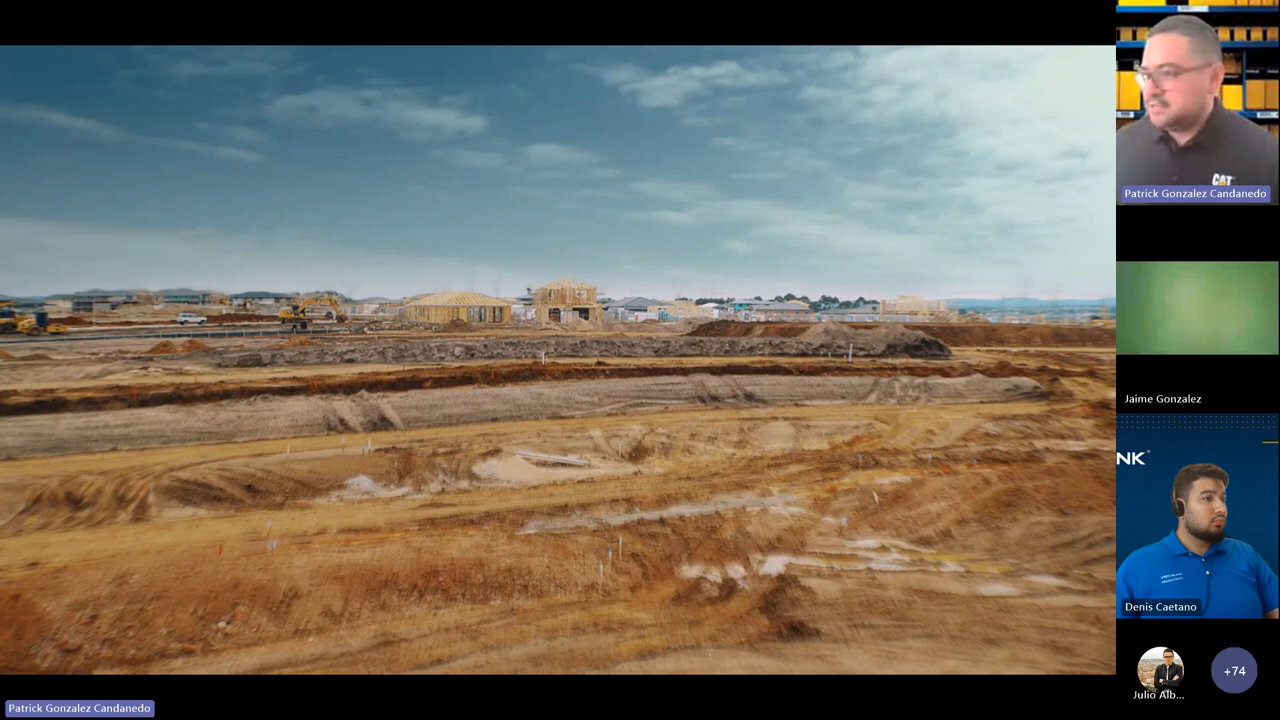 CAT
Patrick Gonzalez Candanedo
Jaime Gonzalez
NK
Denis Caetano
Julio Alb...
+74
Patrick Gonzalez Candanedo